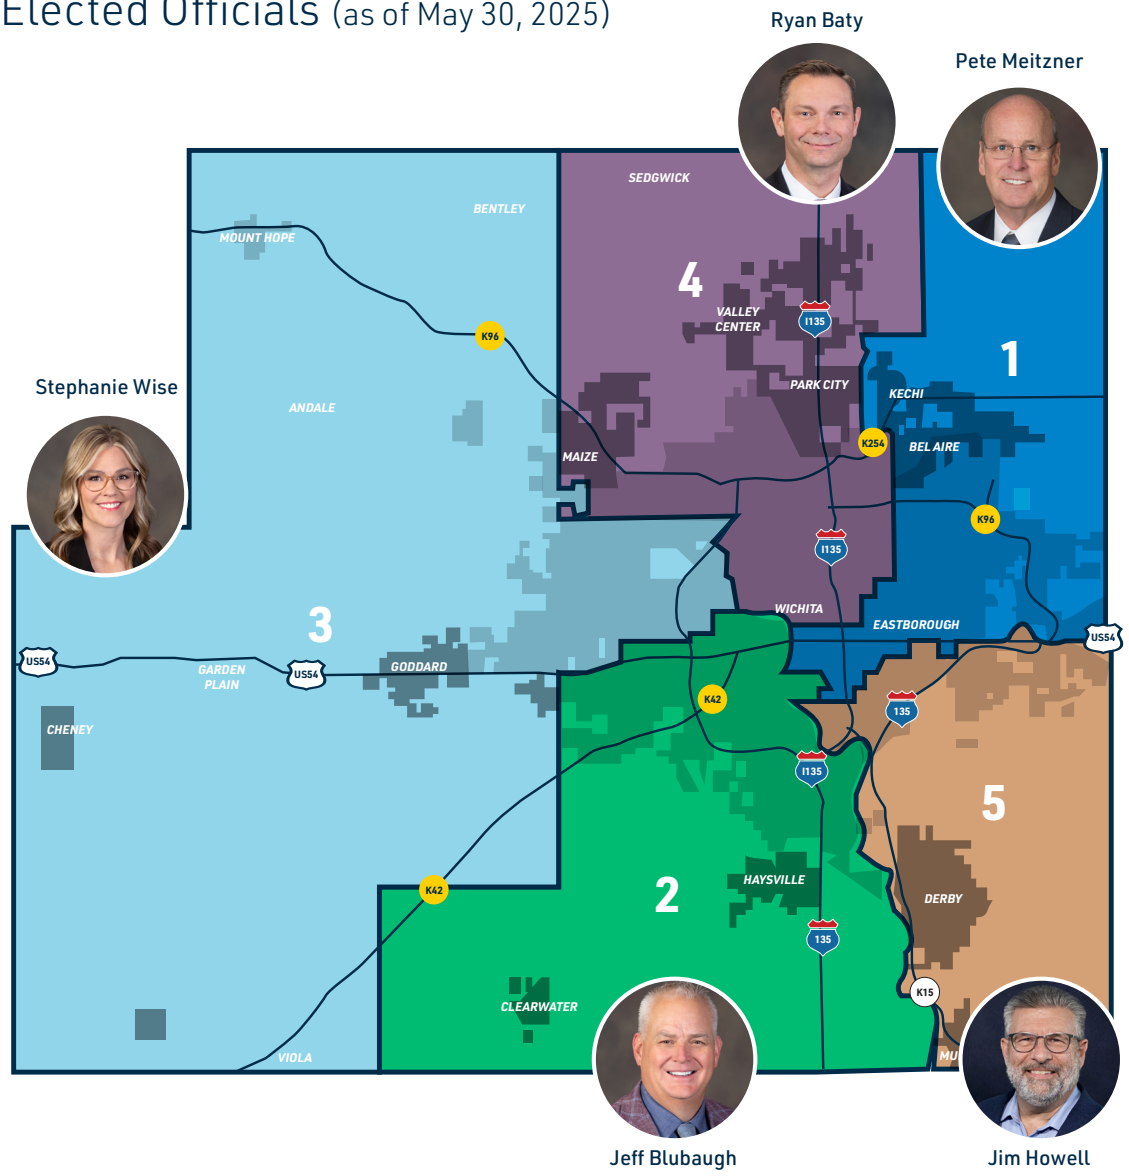 Elected Officials (as of May 30, 2025)
Ryan Baty
Pete Meitzner
SEDGWICK
BENTLEY
MOUNT HOPE
4
VALLEY
CENTER
I135
K96
1
Stephanie Wise
PARK CITY
KECHI
ANDALE
K254
BEL AIRE
MAIZE
K96
I135
WICHITA
3
EASTBOROUGH
US54
US54
GODDARD
GARDEN
PLAIN
US54
K42
135
CHENEY
I135
5
HAYSVILLE
K42
2
DERBY
135
K15
CLEARWATER
VIOLA
MU
Jeff Blubaugh
Jim Howell